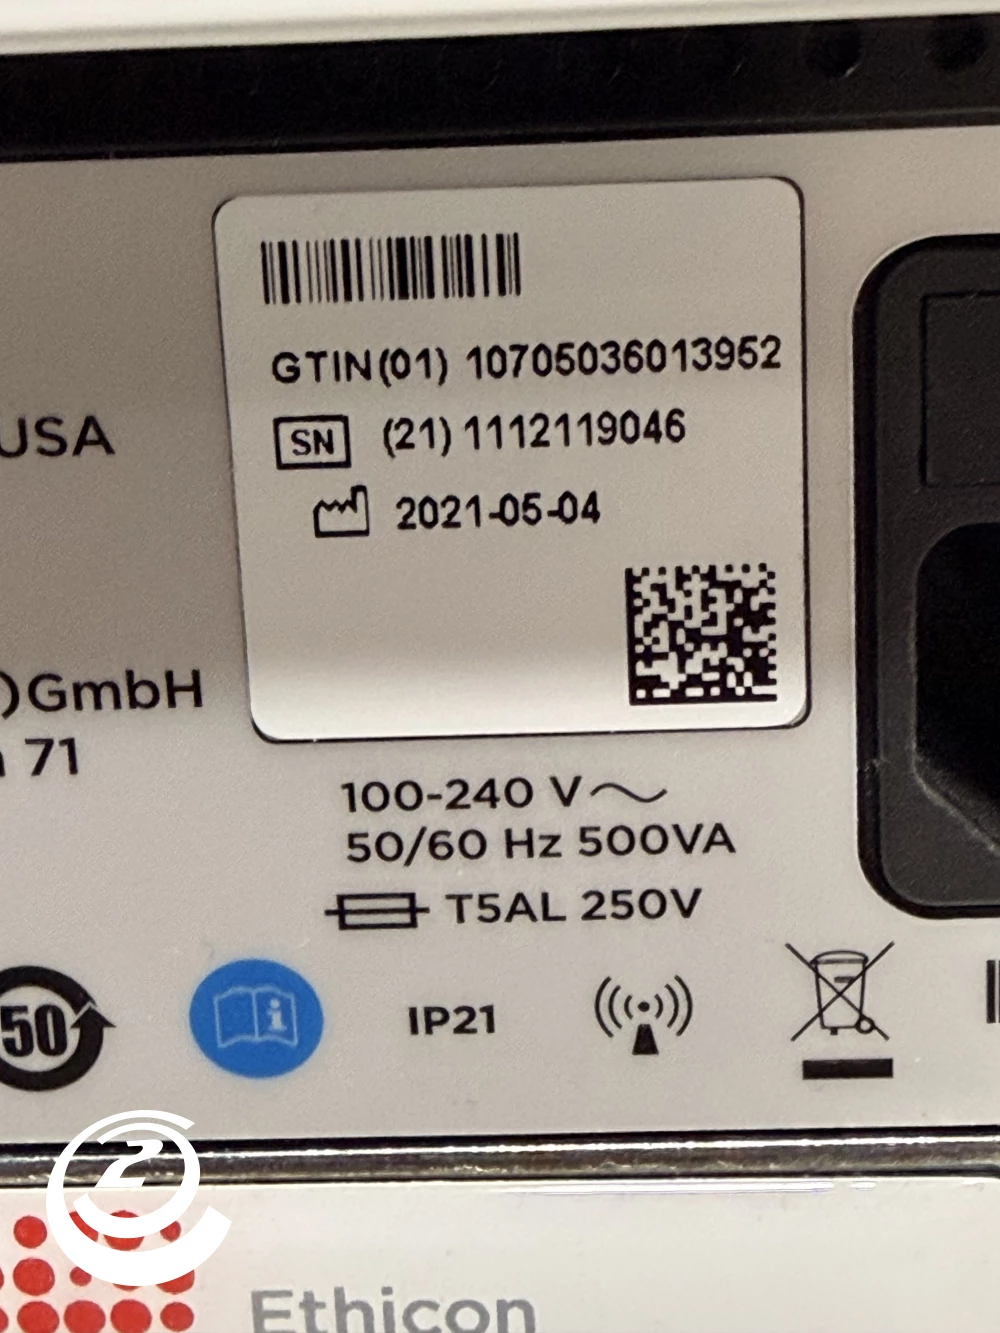 GTIN(01) 10705036013952
USA
SN (21) 1112119046
2021-05-04
)GmbH
71
100-240 V~
50/60 Hz 500VA
T5AL 250V
50
i
IP21
Ethicon